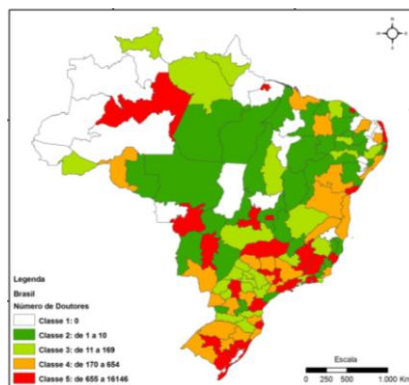 Legenda
Brasil
Número de Doutores
Classe 1: 0
Classe 2: de 1 a 10
Classe 3: de 11 a 169
Classe 4: de 170 a 654
Classe 5: de 655 a 16146
Escala
0 500 1.000 Km